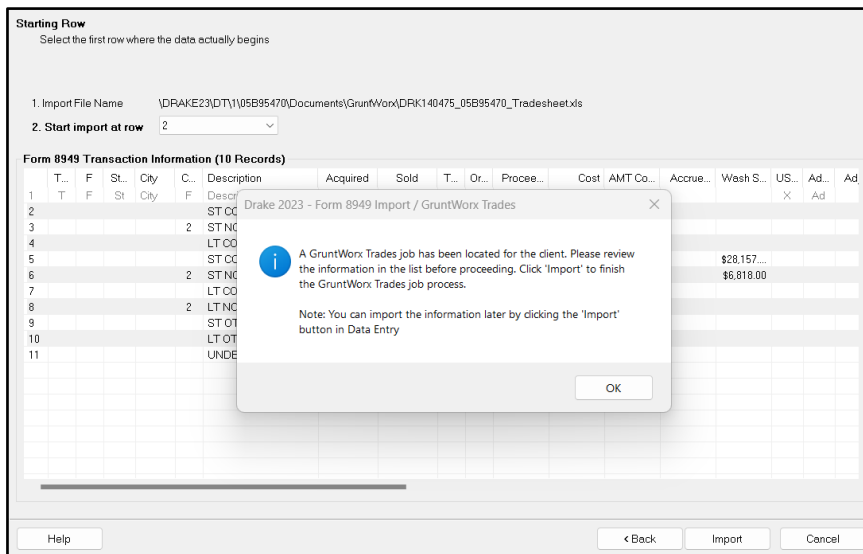 Starting Row
Select the first row where the data actually begins
1. Import File Name \DRAKE23\DT\1\05B95470\Documents\GruntWorx\DRK140475_05B95470_Tradesheet.xls
2. Start import at row 2
Form 8949 Transaction Information (10 Records)
T... F St... City C... Description Acquired Sold T... Or... Procee... Cost AMT Co... Accrue... Wash S... US... Ad... Ad
1 T F St City F Descr X Ad
2 ST CO
3 2 ST NO
4 LT CO
5 ST CO $28,157....
6 2 ST NO $6,818.00
7 LT CO
8 2 LT NO
9 ST OT
10 LT OT
11 UNDE
Drake 2023 - Form 8949 Import / GruntWorx Trades
A GruntWorx Trades job has been located for the client. Please review
the information in the list before proceeding. Click 'Import' to finish
the GruntWorx Trades job process.
Note: You can import the information later by clicking the 'Import'
button in Data Entry
OK
Help
< Back
Import
Cancel